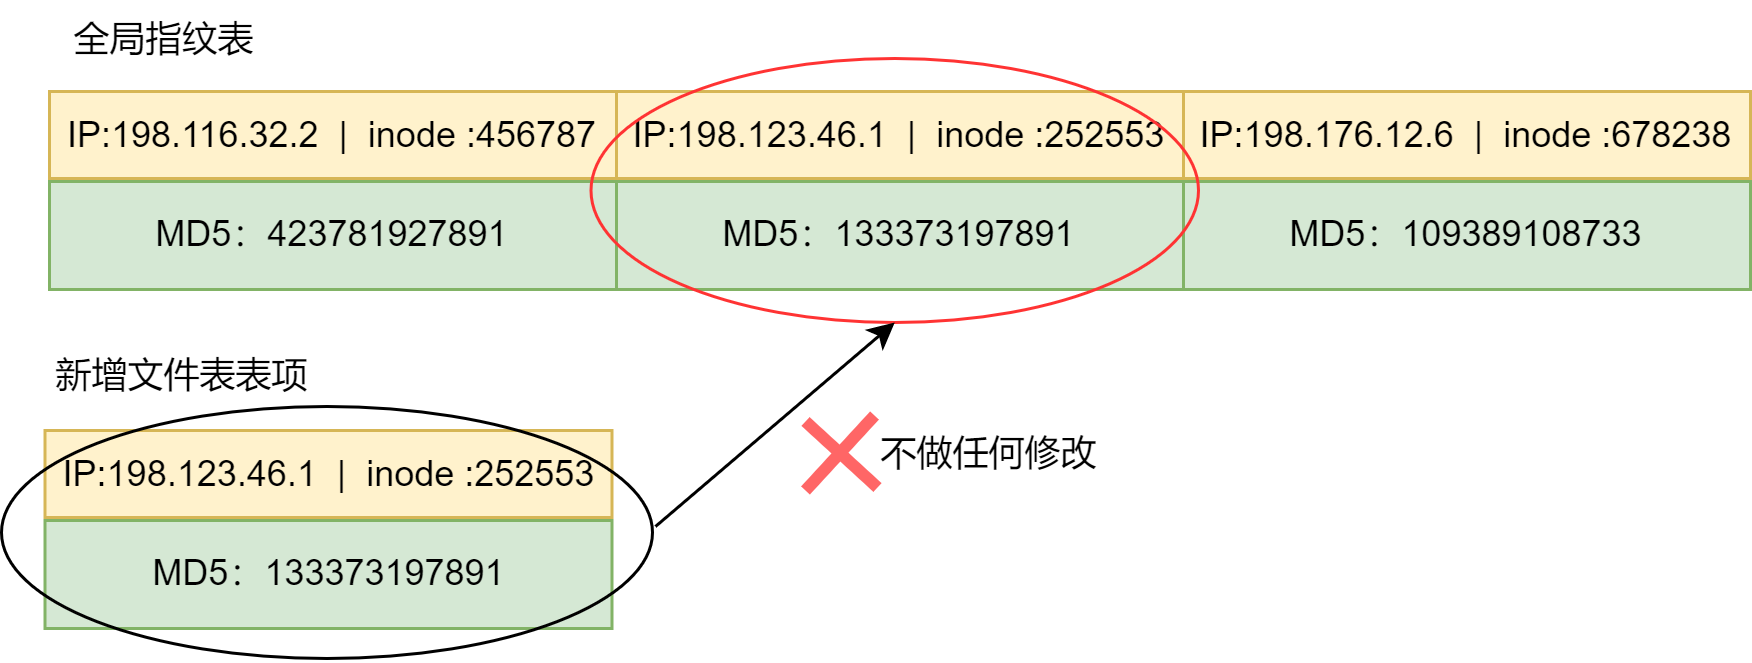 全局指纹表
IP:198.116.32.2 | inode :456787
IP:198.123.46.1 | inode :252553
IP:198.176.12.6 | inode :678238
MD5：423781927891
MD5：133373197891
MD5：109389108733
新增文件表表项
IP:198.123.46.1 | inode :252553
MD5：133373197891
不做任何修改